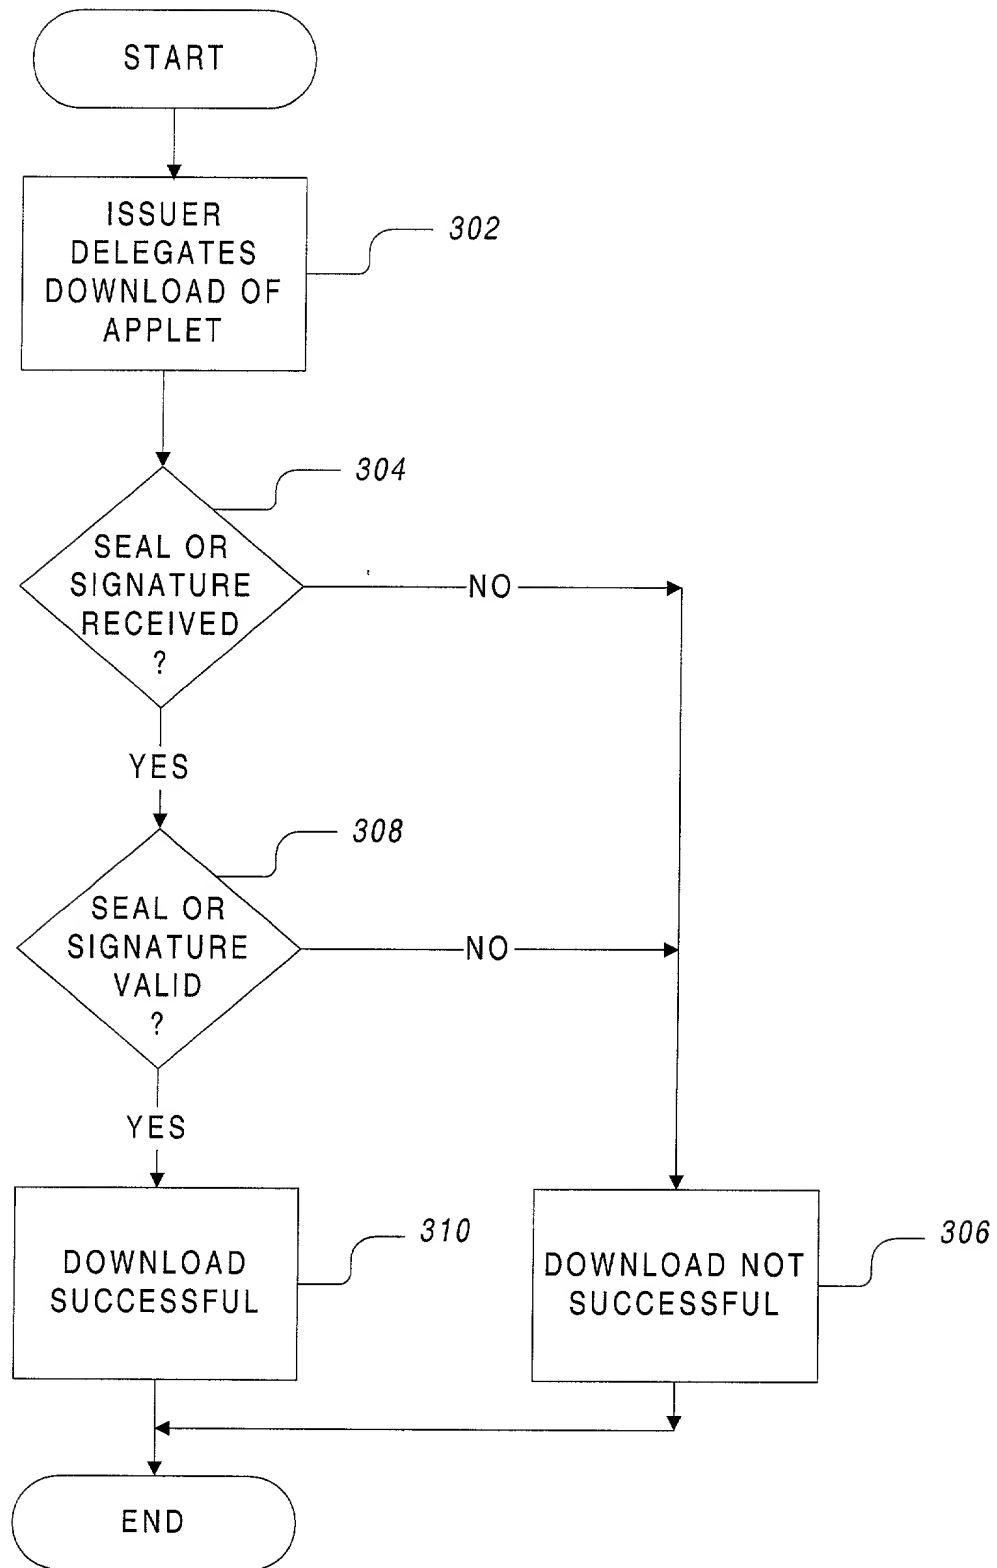 START
ISSUER
DELEGATES
DOWNLOAD OF
APPLET
302
304
SEAL OR
SIGNATURE
RECEIVED
?
NO
YES
308
SEAL OR
SIGNATURE
VALID
?
NO
YES
310
DOWNLOAD
SUCCESSFUL
306
DOWNLOAD NOT
SUCCESSFUL
END